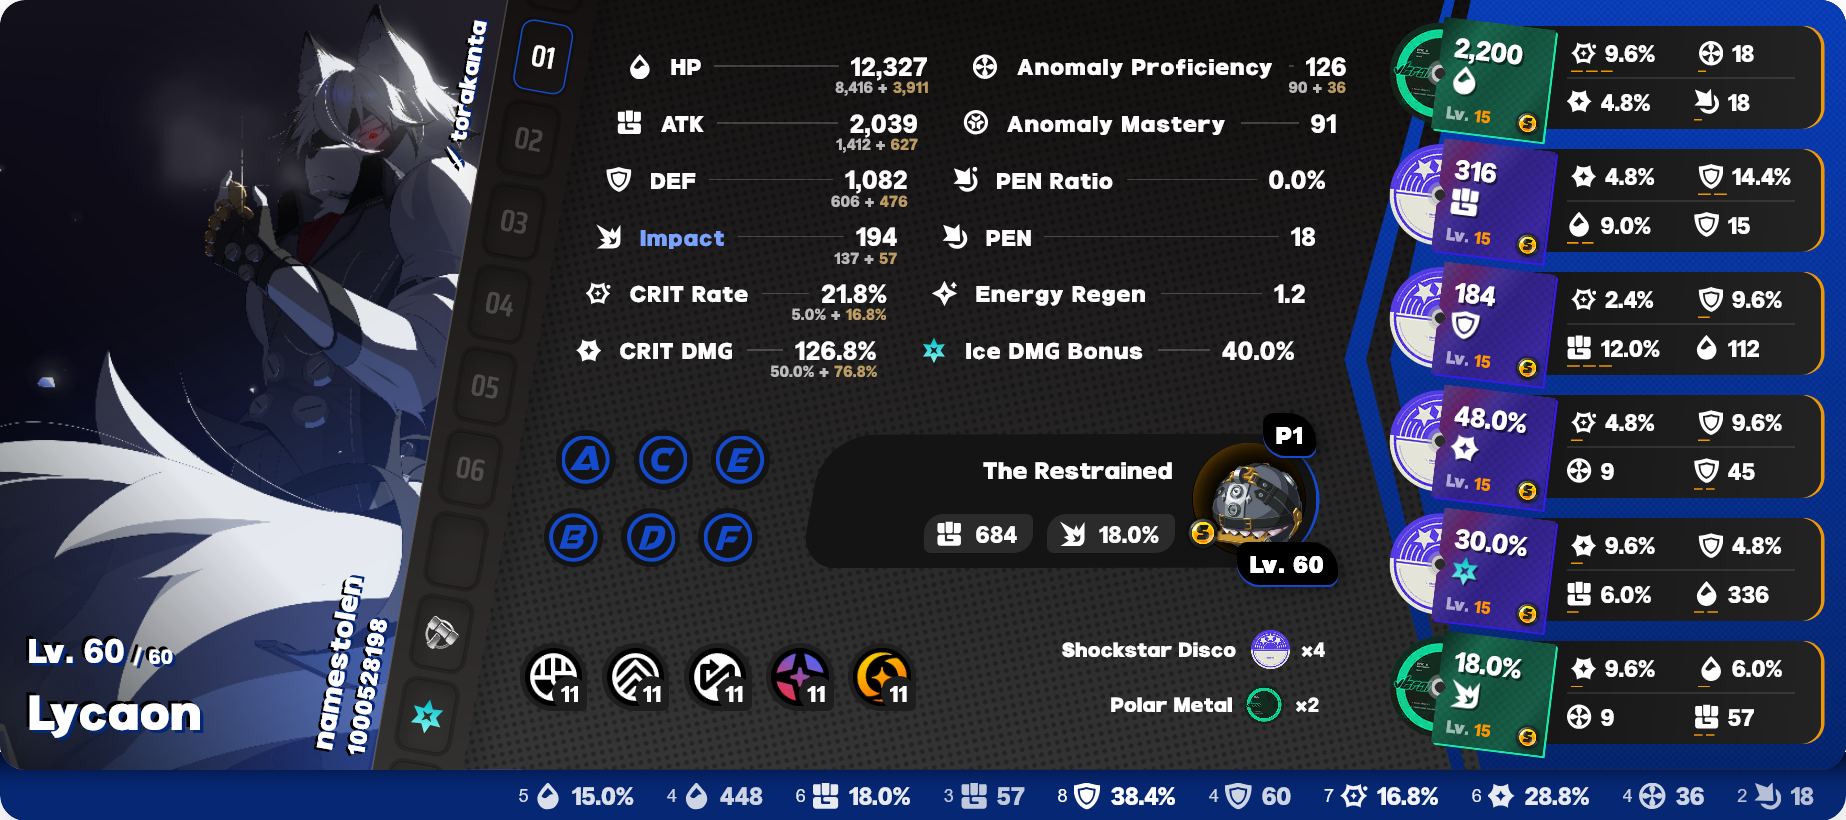 torakanta
namestolen
1000528198
Lv. 60 / 60
Lycaon
01
02
03
04
05
06
HP 12,327
8,416 + 3,911
ATK 2,039
1,412 + 627
DEF 1,082
606 + 476
Impact 194
137 + 57
CRIT Rate 21.8%
5.0% + 16.8%
CRIT DMG 126.8%
50.0% + 76.8%
Anomaly Proficiency 126
90 + 36
Anomaly Mastery 91
PEN Ratio 0.0%
PEN 18
Energy Regen 1.2
Ice DMG Bonus 40.0%
A C E
B D F
P1
The Restrained
684 18.0%
S
Lv. 60
11 11 11 11 11
Shockstar Disco ×4
Polar Metal ×2
2,200
Lv. 15 S
9.6% 18
4.8% 18
316
Lv. 15 S
4.8% 14.4%
9.0% 15
184
Lv. 15 S
2.4% 9.6%
12.0% 112
48.0%
Lv. 15 S
4.8% 9.6%
9 45
30.0%
Lv. 15 S
9.6% 4.8%
6.0% 336
18.0%
Lv. 15 S
9.6% 6.0%
9 57
5 15.0% 4 448 6 18.0% 3 57 8 38.4% 4 60 7 16.8% 6 28.8% 4 36 2 18